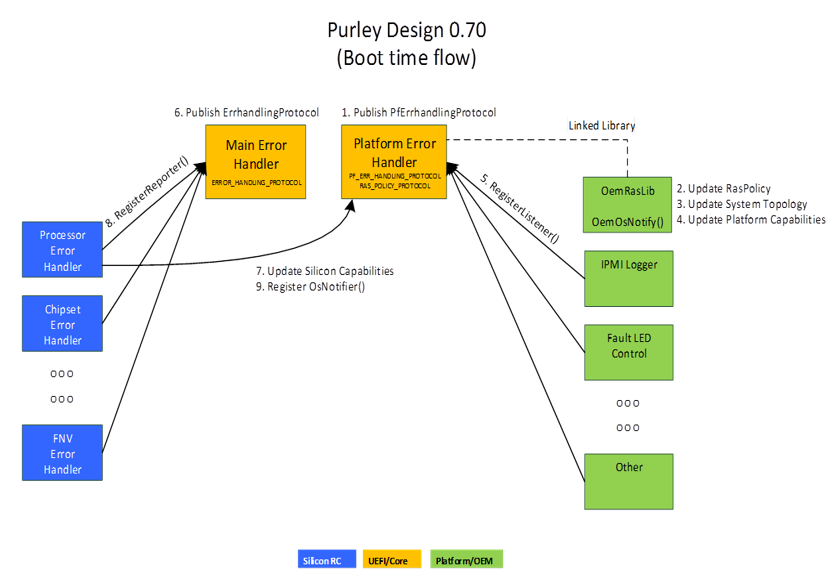 Purley Design 0.70
(Boot time flow)
6. Publish ErrhandlingProtocol
1. Publish PfErrhandlingProtocol
Main Error
Handler
ERROR_HANDLING_PROTOCOL
Platform Error
Handler
PF_ERR_HANDLING_PROTOCOL
RAS_POLICY_PROTOCOL
Linked Library
OemRasLib
OemOsNotify()
2. Update RasPolicy
3. Update System Topology
4. Update Platform Capabilities
8. RegisterReporter()
5. RegisterListener()
Processor
Error
Handler
7. Update Silicon Capabilities
9. Register OsNotifier()
IPMI Logger
Chipset
Error
Handler
Fault LED
Control
ooo
ooo
ooo
ooo
FNV
Error
Handler
Other
Silicon RC
UEFI/Core
Platform/OEM